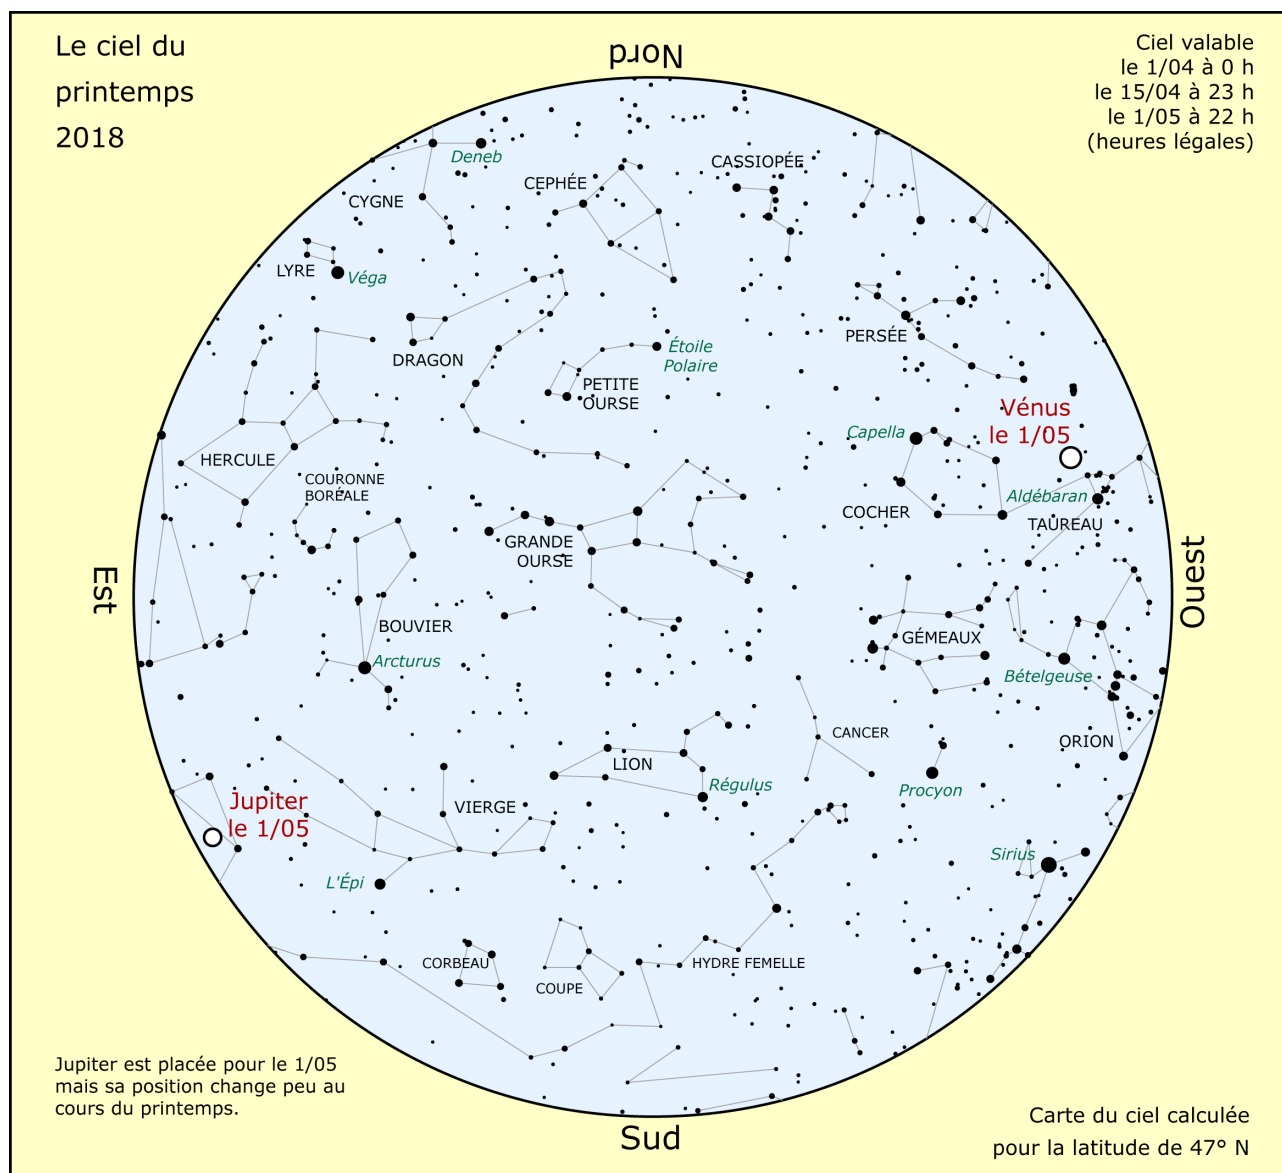 Le ciel du
printemps
2018
Nord
Ciel valable
le 1/04 à 0 h
le 15/04 à 23 h
le 1/05 à 22 h
(heures légales)
Deneb
CASSIOPÉE
CEPHÉE
CYGNE
LYRE
Véga
PERSÉE
Étoile
Polaire
DRAGON
PETITE
OURSE
Vénus
le 1/05
Capella
HERCULE
COURONNE
BORÉALE
Aldébaran
COCHER
TAUREAU
GRANDE
OURSE
Est
Ouest
BOUVIER
GÉMEAUX
Arcturus
Bételgeuse
CANCER
ORION
LION
Régulus
Procyon
Jupiter
le 1/05
VIERGE
Sirius
L'Épi
CORBEAU
HYDRE FEMELLE
COUPE
Jupiter est placée pour le 1/05
mais sa position change peu au
cours du printemps.
Sud
Carte du ciel calculée
pour la latitude de 47° N